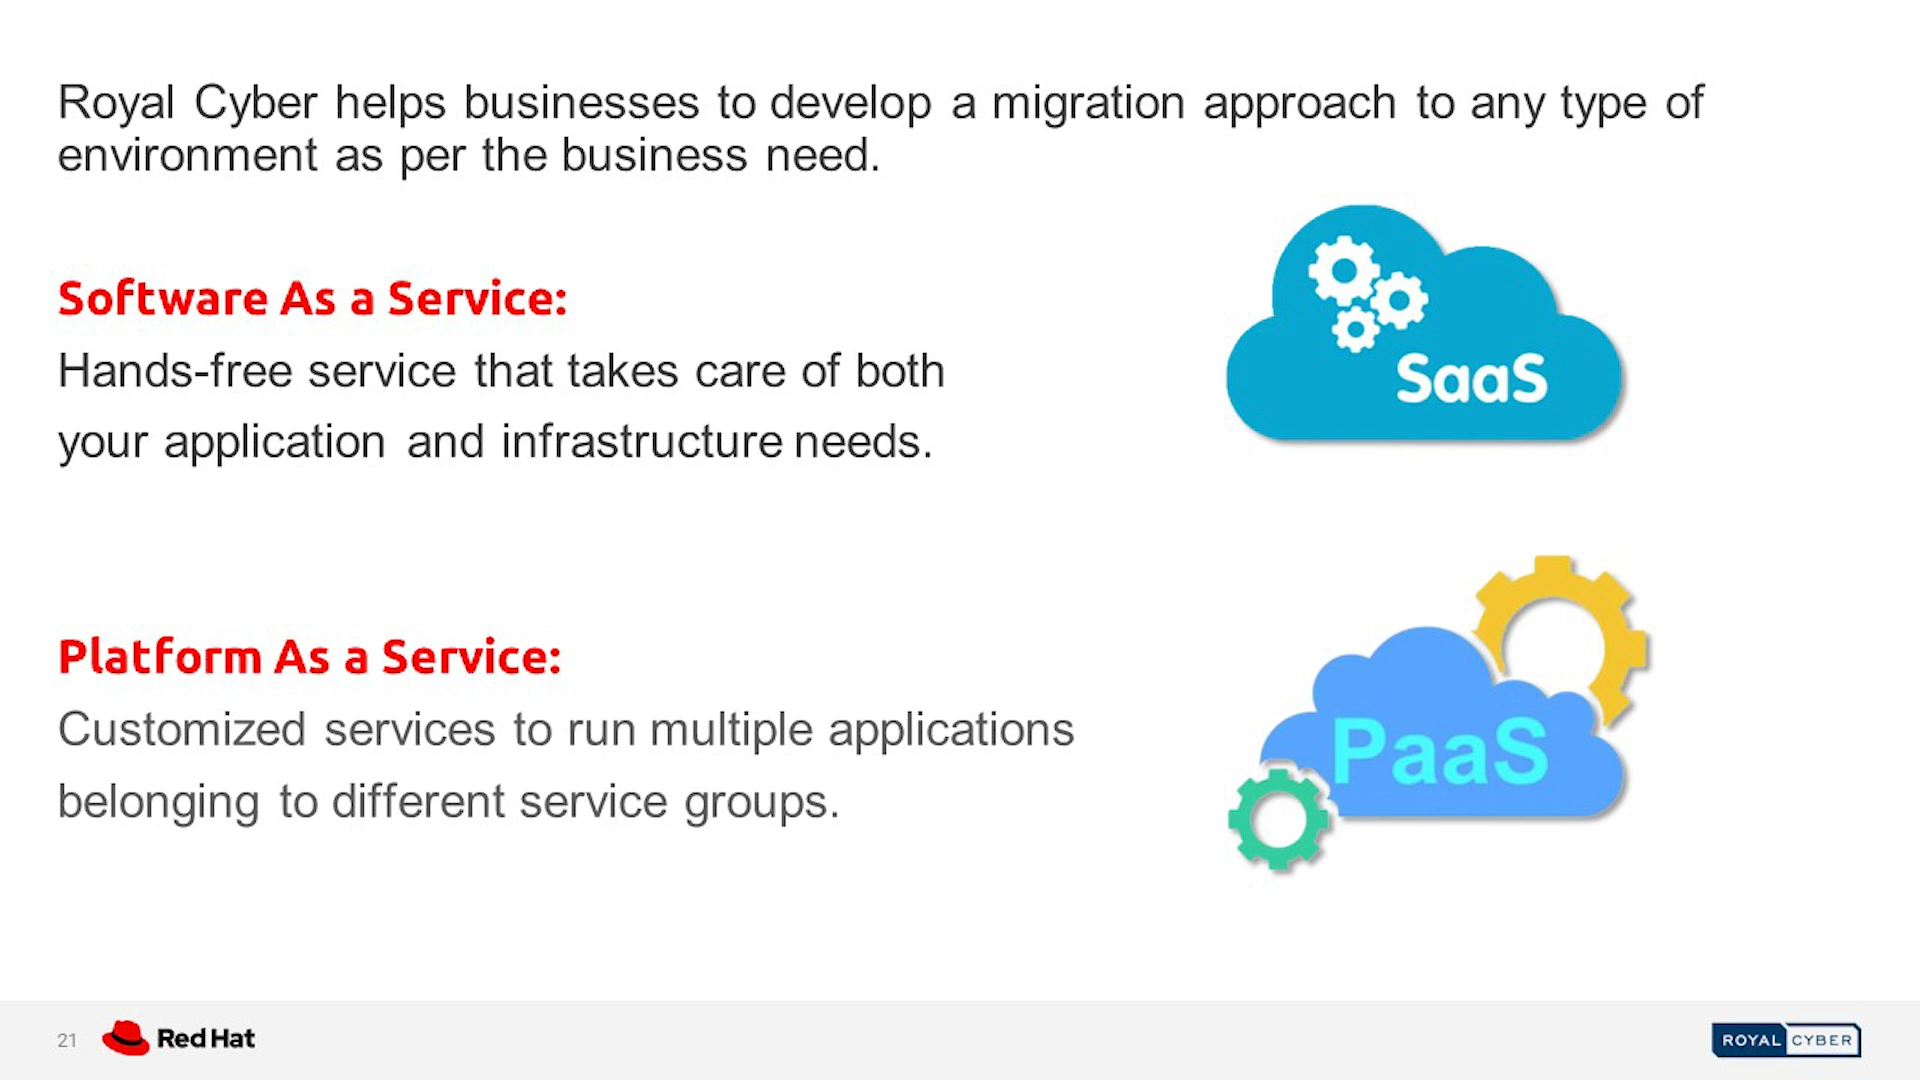 Royal Cyber helps businesses to develop a migration approach to any type of
environment as per the business need.
Software As a Service:
Hands-free service that takes care of both
your application and infrastructure needs.
SaaS
Platform As a Service:
Customized services to run multiple applications
belonging to different service groups.
PaaS
21
Red Hat
ROYAL CYBER